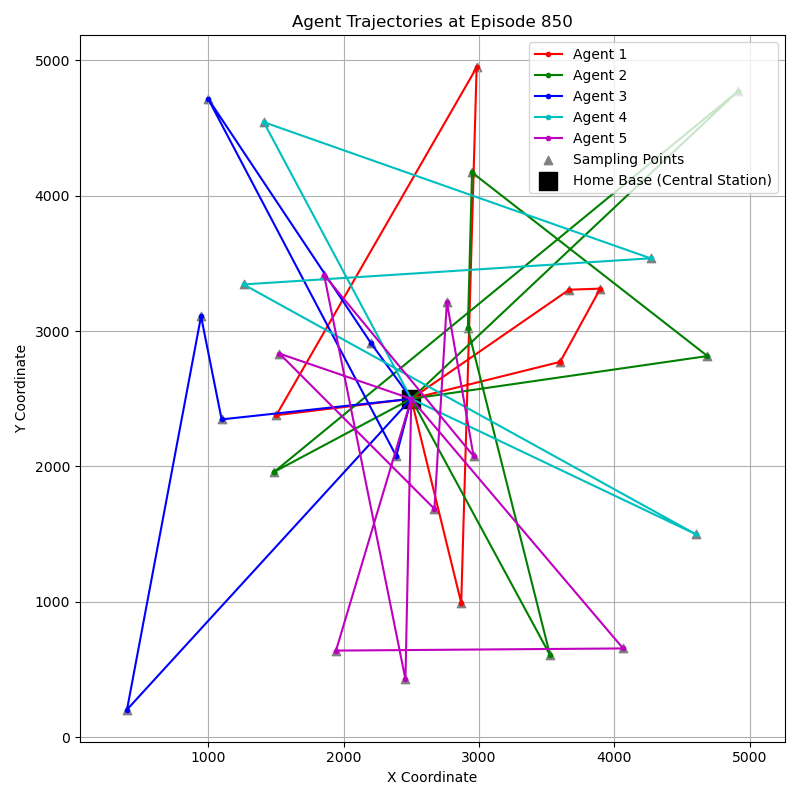 Agent Trajectories at Episode 850
Agent 1
Agent 2
Agent 3
Agent 4
Agent 5
Sampling Points
Home Base (Central Station)
Y Coordinate
5000
4000
3000
2000
1000
0
1000 2000 3000 4000 5000
X Coordinate